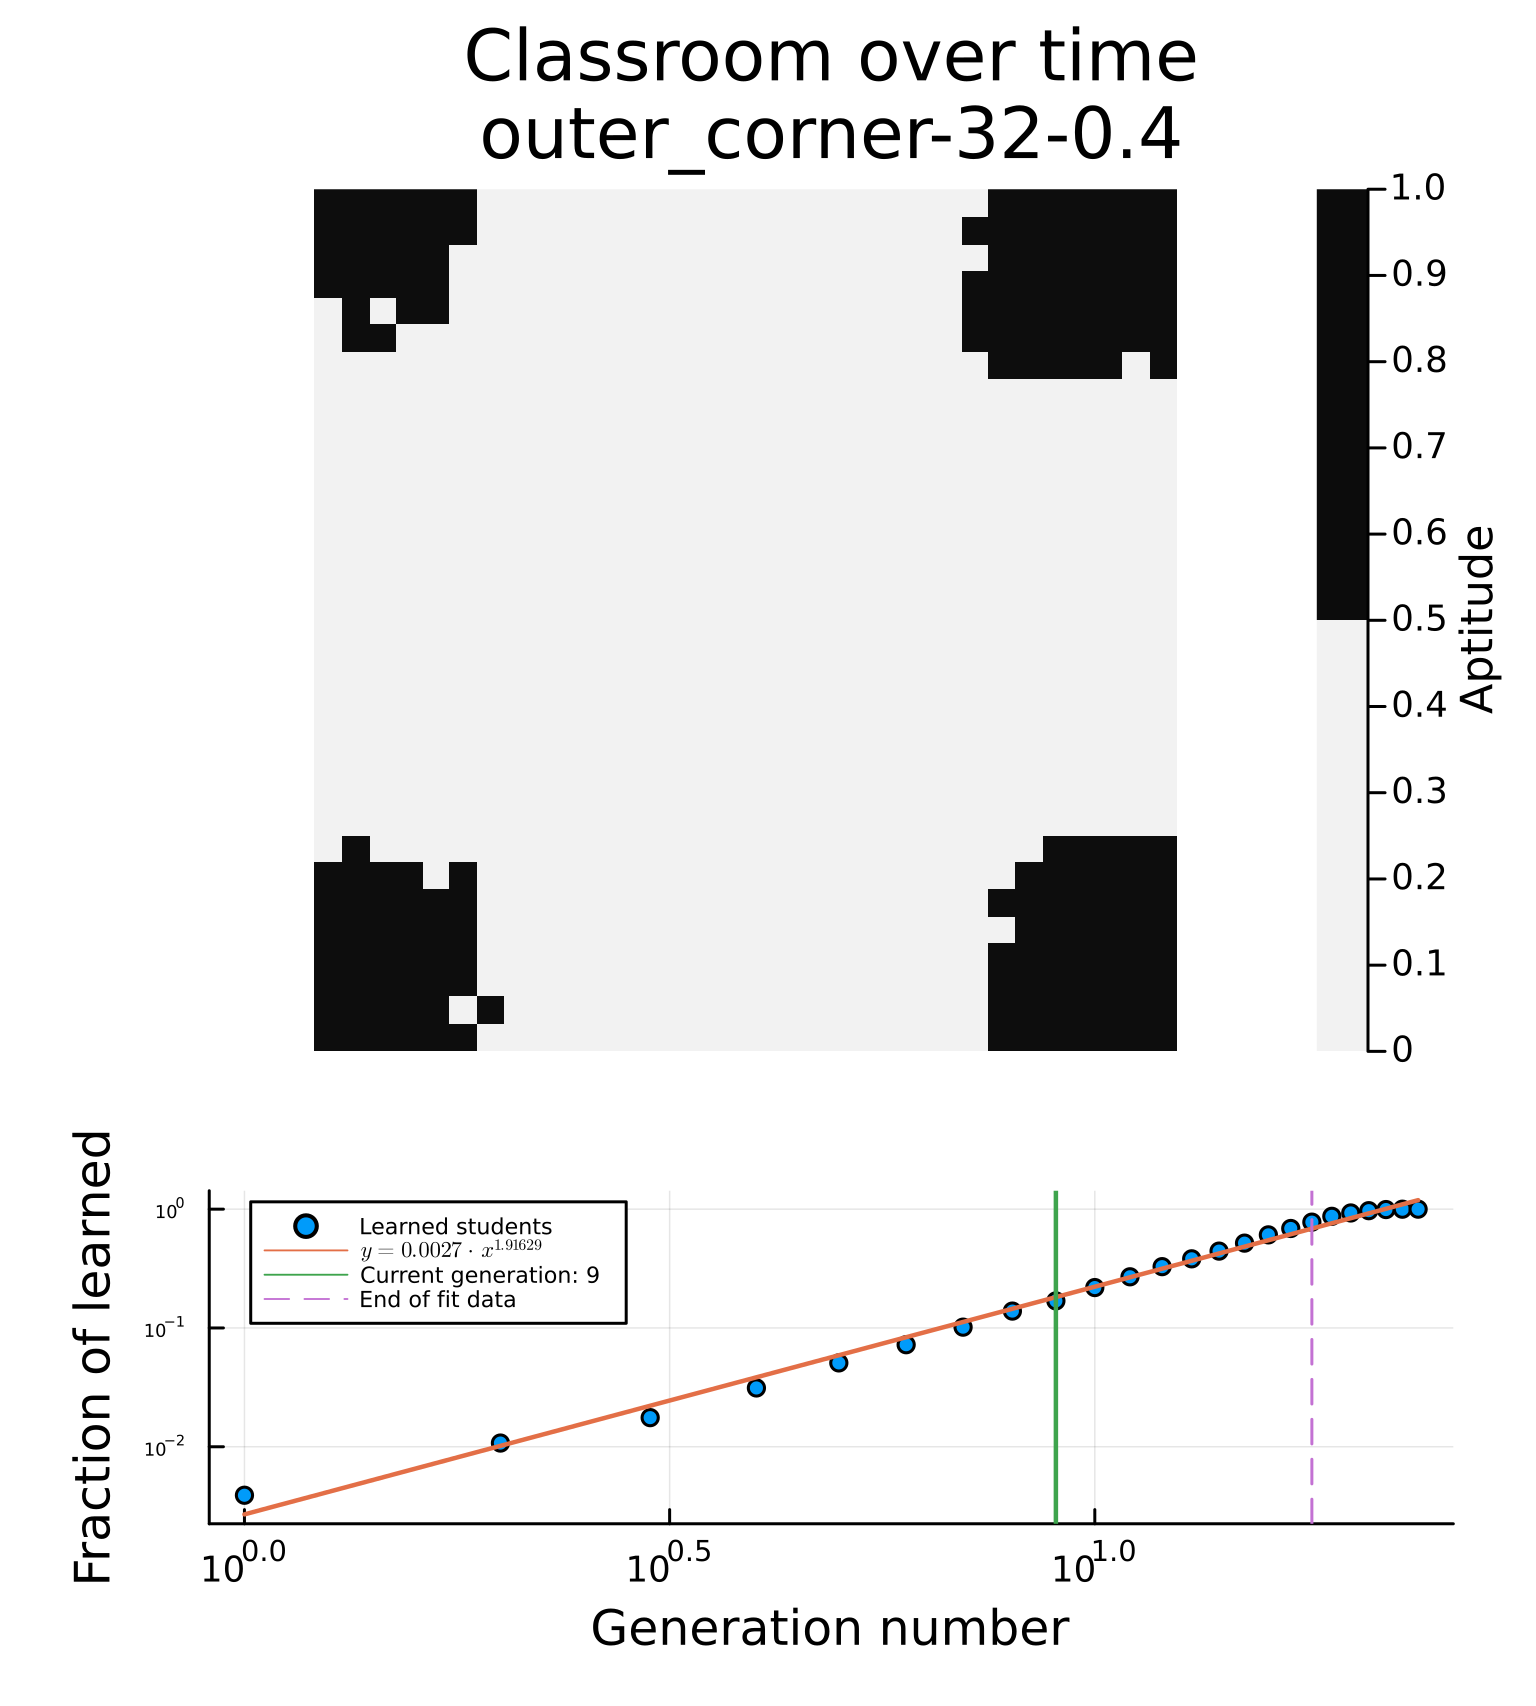 Classroom over time
outer_corner-32-0.4
1.0
0.9
0.8
0.7
0.6
0.5
0.4
0.3
0.2
0.1
0
Aptitude
Fraction of learned
10⁰
10⁻¹
10⁻²
Learned students
y = 0.0027 · x^1.91629
Current generation: 9
End of fit data
10^0.0
10^0.5
10^1.0
Generation number